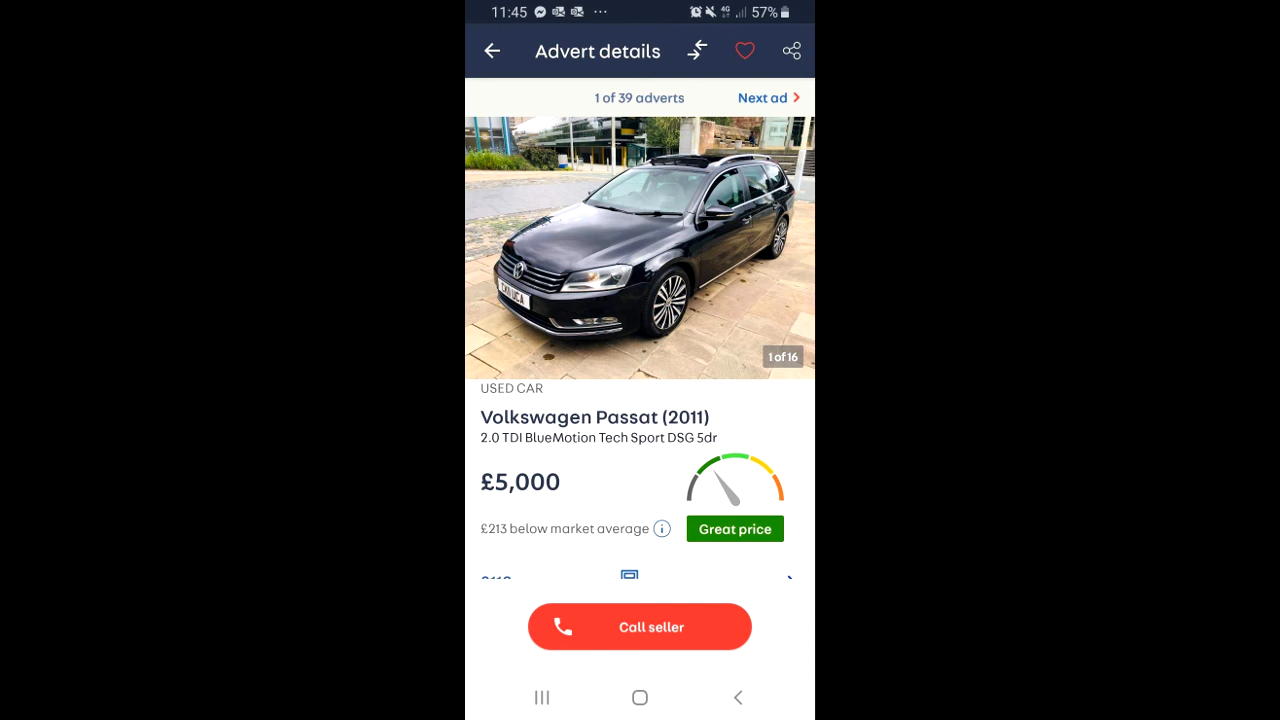 11:45 ... 4G 57%
Advert details
1 of 39 adverts Next ad
1 of 16
USED CAR
Volkswagen Passat (2011)
2.0 TDI BlueMotion Tech Sport DSG 5dr
£5,000
£213 below market average
Great price
Call seller